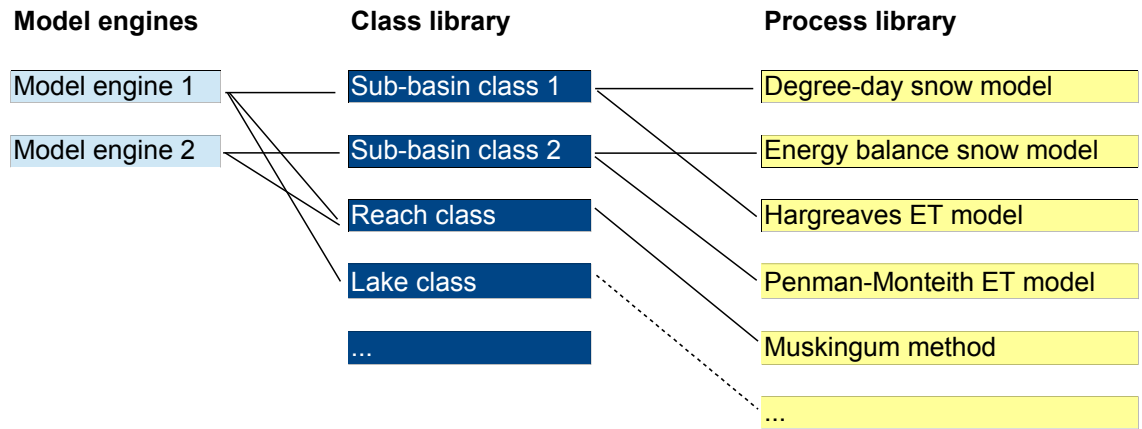 Model engines
Class library
Process library
Model engine 1
Sub-basin class 1
Degree-day snow model
Model engine 2
Sub-basin class 2
Energy balance snow model
Reach class
Hargreaves ET model
Lake class
Penman-Monteith ET model
...
Muskingum method
...